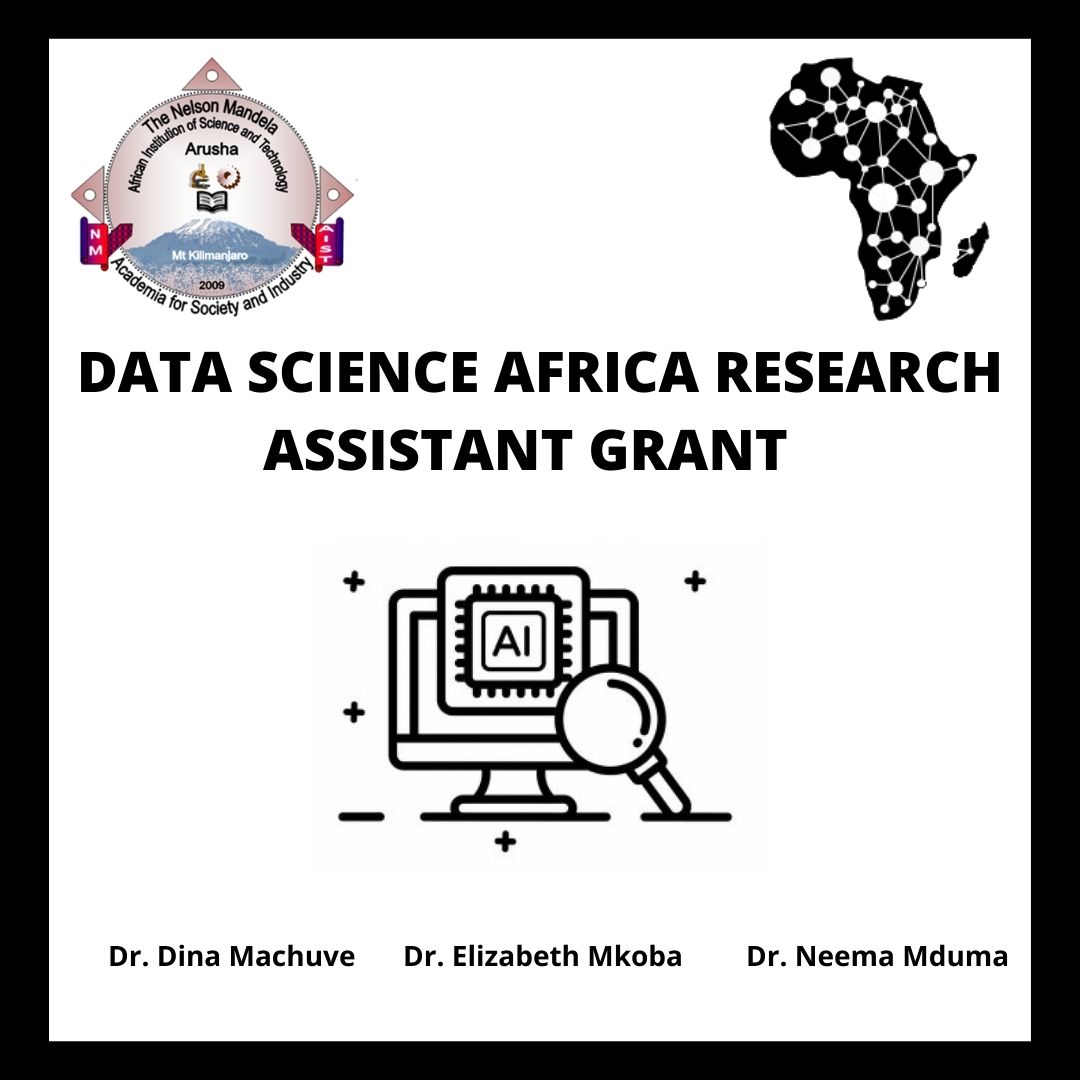 The Nelson Mandela
African Institution of Science and Technology
Arusha
Mt Kilimanjaro
2009
NM
AIST
Academia for Society and Industry
DATA SCIENCE AFRICA RESEARCH
ASSISTANT GRANT
AI
Dr. Dina Machuve Dr. Elizabeth Mkoba Dr. Neema Mduma